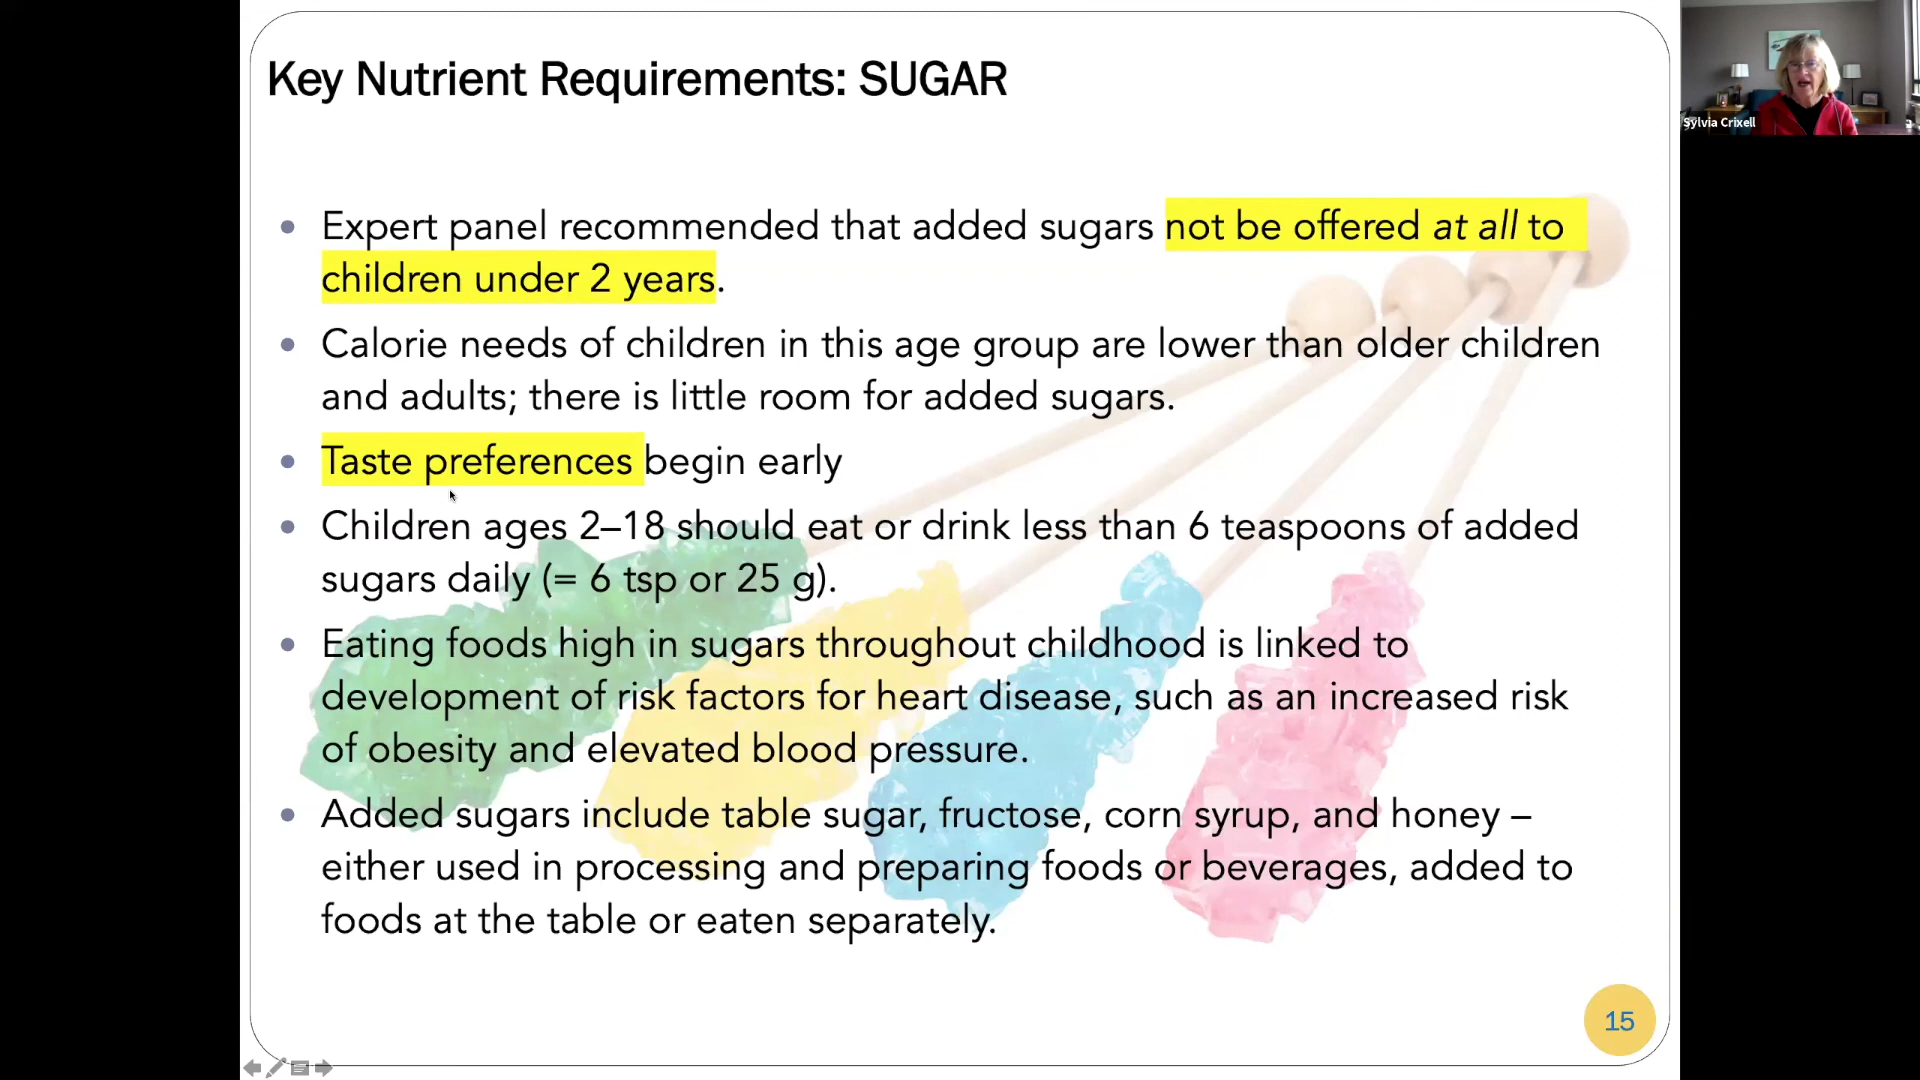 Key Nutrient Requirements: SUGAR
Sylvia Crixell
• Expert panel recommended that added sugars not be offered at all to
children under 2 years.
• Calorie needs of children in this age group are lower than older children
and adults; there is little room for added sugars.
• Taste preferences begin early
• Children ages 2–18 should eat or drink less than 6 teaspoons of added
sugars daily (= 6 tsp or 25 g).
• Eating foods high in sugars throughout childhood is linked to
development of risk factors for heart disease, such as an increased risk
of obesity and elevated blood pressure.
• Added sugars include table sugar, fructose, corn syrup, and honey –
either used in processing and preparing foods or beverages, added to
foods at the table or eaten separately.
15